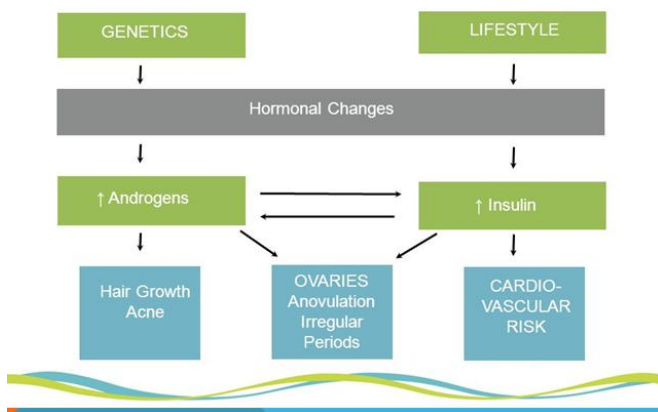 GENETICS
LIFESTYLE
Hormonal Changes
↑ Androgens
↑ Insulin
Hair Growth
Acne
OVARIES
Anovulation
Irregular
Periods
CARDIO-
VASCULAR
RISK